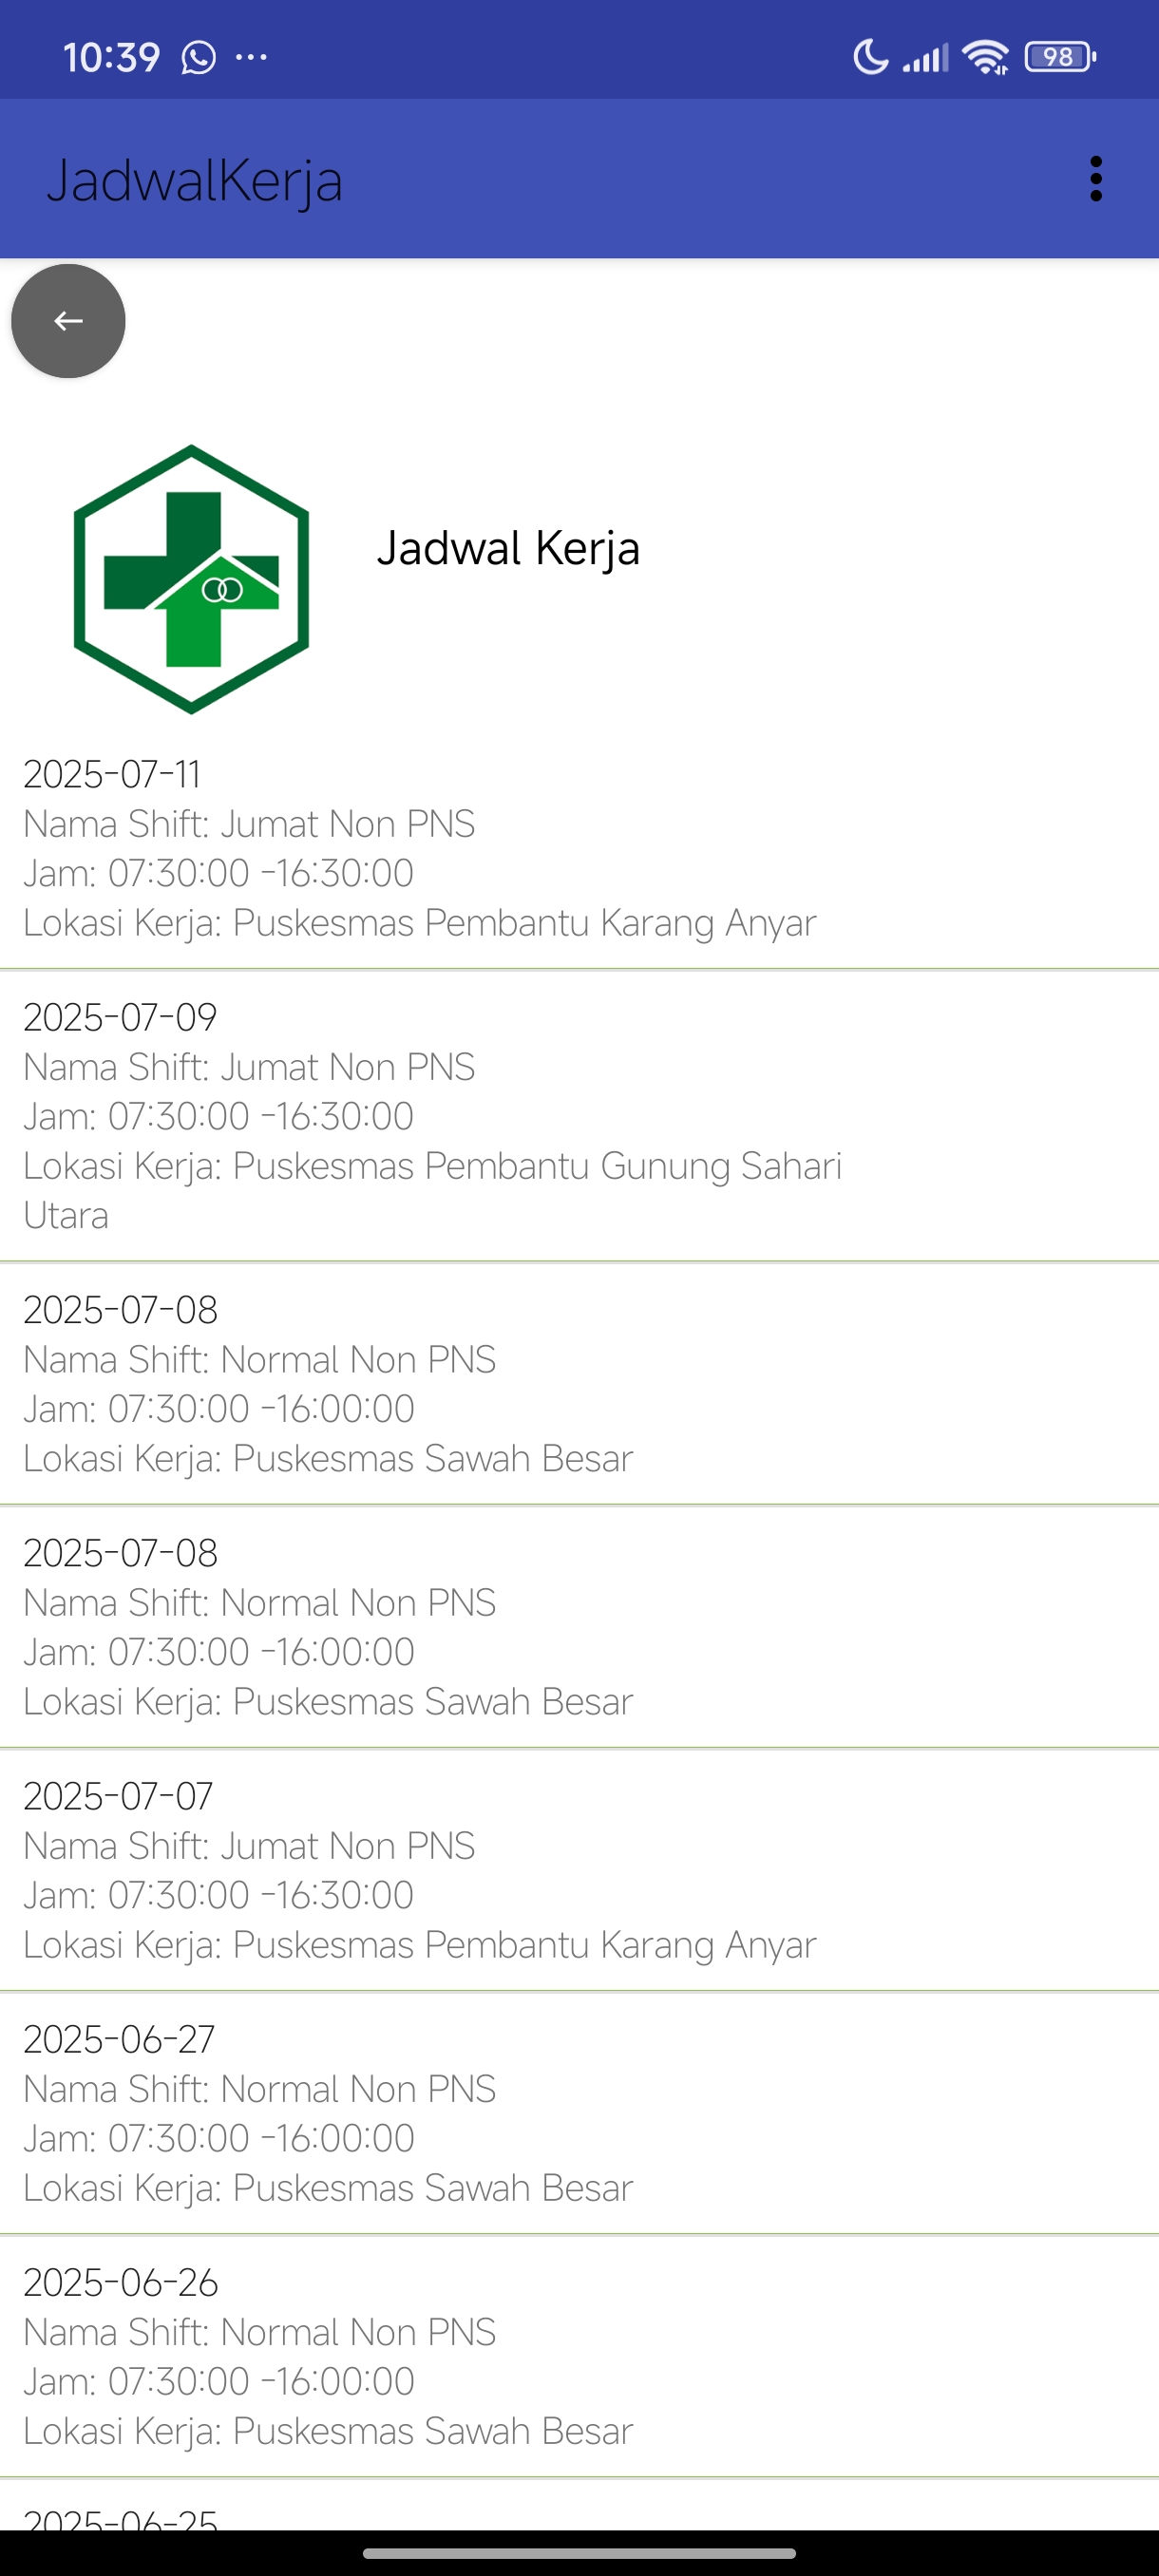 10:39
98
JadwalKerja
Jadwal Kerja
2025-07-11
Nama Shift: Jumat Non PNS
Jam: 07:30:00 -16:30:00
Lokasi Kerja: Puskesmas Pembantu Karang Anyar
2025-07-09
Nama Shift: Jumat Non PNS
Jam: 07:30:00 -16:30:00
Lokasi Kerja: Puskesmas Pembantu Gunung Sahari
Utara
2025-07-08
Nama Shift: Normal Non PNS
Jam: 07:30:00 -16:00:00
Lokasi Kerja: Puskesmas Sawah Besar
2025-07-08
Nama Shift: Normal Non PNS
Jam: 07:30:00 -16:00:00
Lokasi Kerja: Puskesmas Sawah Besar
2025-07-07
Nama Shift: Jumat Non PNS
Jam: 07:30:00 -16:30:00
Lokasi Kerja: Puskesmas Pembantu Karang Anyar
2025-06-27
Nama Shift: Normal Non PNS
Jam: 07:30:00 -16:00:00
Lokasi Kerja: Puskesmas Sawah Besar
2025-06-26
Nama Shift: Normal Non PNS
Jam: 07:30:00 -16:00:00
Lokasi Kerja: Puskesmas Sawah Besar
2025-06-25